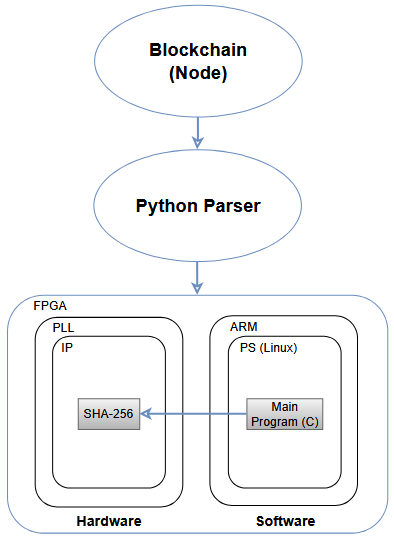 Blockchain
(Node)
Python Parser
FPGA
PLL
ARM
IP
PS (Linux)
SHA-256
Main
Program (C)
Hardware
Software